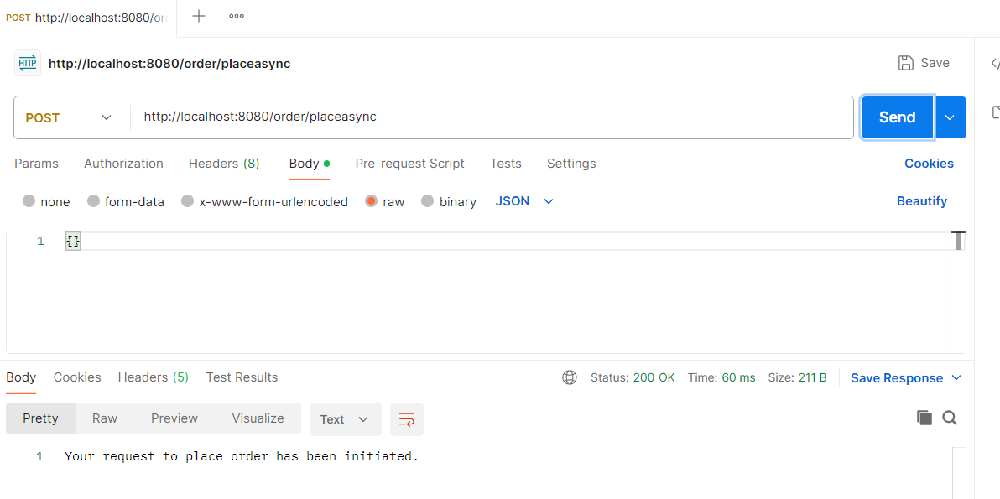 POST http://localhost:8080/or
HTTP http://localhost:8080/order/placeasync Save
POST http://localhost:8080/order/placeasync Send
Params Authorization Headers (8) Body Pre-request Script Tests Settings Cookies
none form-data x-www-form-urlencoded raw binary JSON Beautify
1 {}
Body Cookies Headers (5) Test Results Status: 200 OK Time: 60 ms Size: 211 B Save Response
Pretty Raw Preview Visualize Text
1 Your request to place order has been initiated.